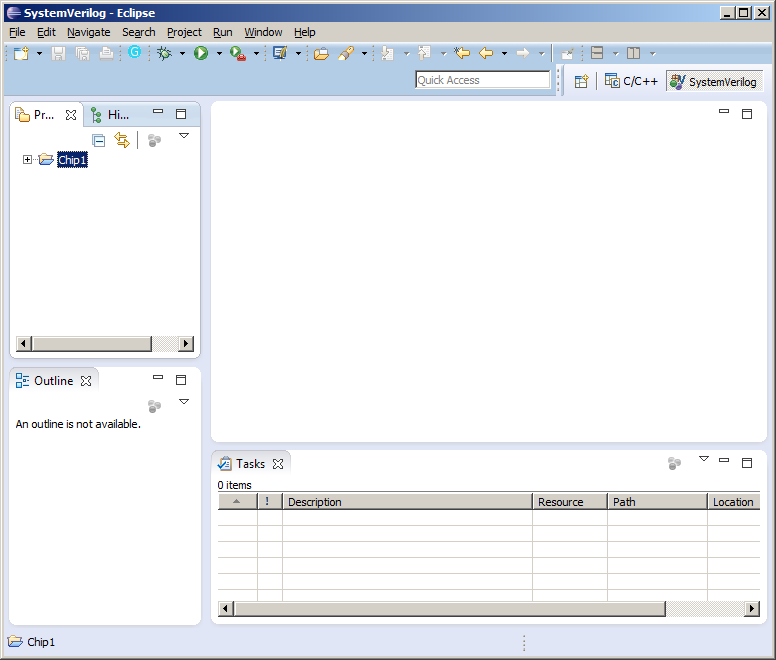 SystemVerilog - Eclipse
File Edit Navigate Search Project Run Window Help
G
Quick Access
C/C++ SystemVerilog
Pr... Hi...
Chip1
Outline
An outline is not available.
Tasks
0 items
! Description Resource Path Location
Chip1